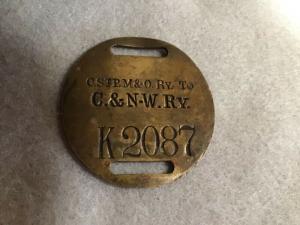 C.ST.P.M.& O. RY. TO
C. & N-W. RY.
K 2087